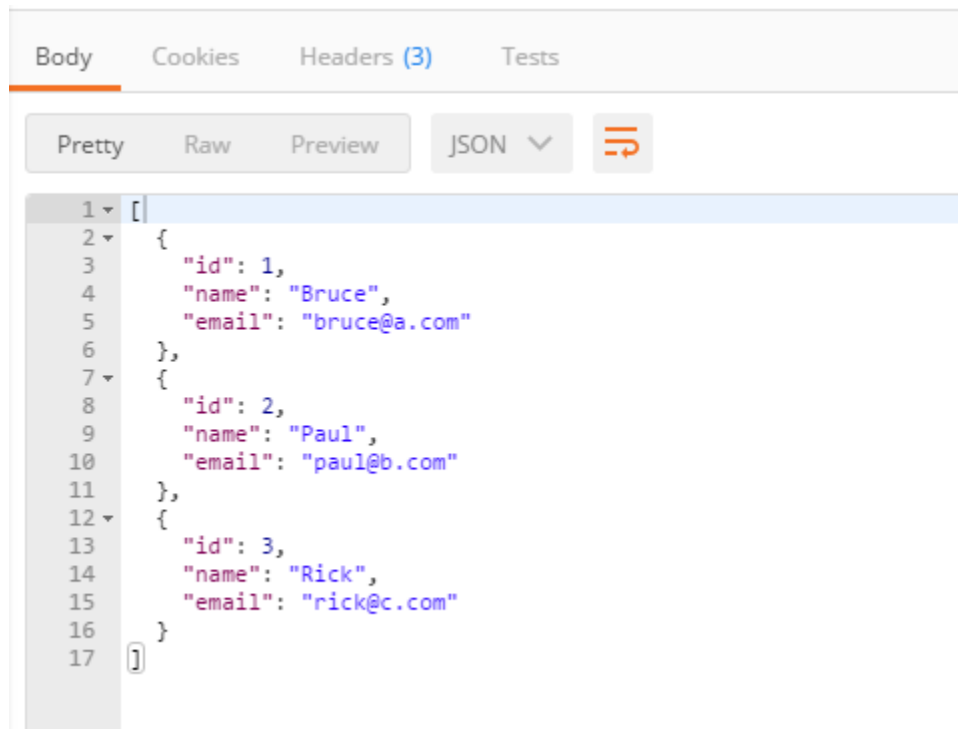 Body Cookies Headers (3) Tests
Pretty Raw Preview JSON
1 [
2 {
3 "id": 1,
4 "name": "Bruce",
5 "email": "bruce@a.com"
6 },
7 {
8 "id": 2,
9 "name": "Paul",
10 "email": "paul@b.com"
11 },
12 {
13 "id": 3,
14 "name": "Rick",
15 "email": "rick@c.com"
16 }
17 ]